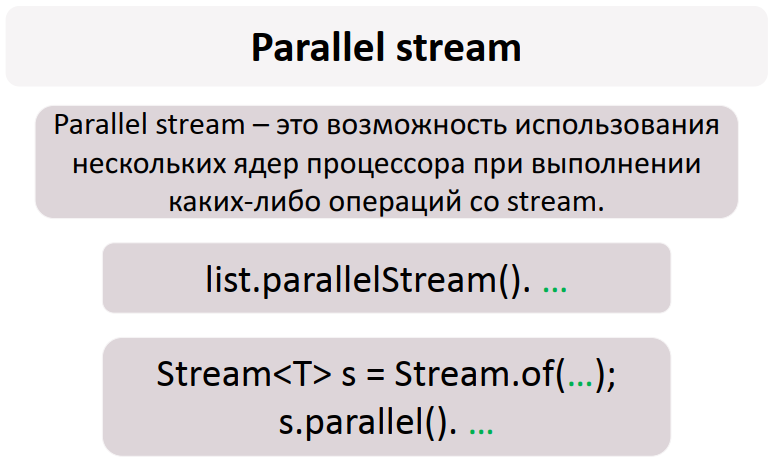 Parallel stream
Parallel stream – это возможность использования
нескольких ядер процессора при выполнении
каких-либо операций со stream.
list.parallelStream(). ...
Stream<T> s = Stream.of(...);
s.parallel(). ...